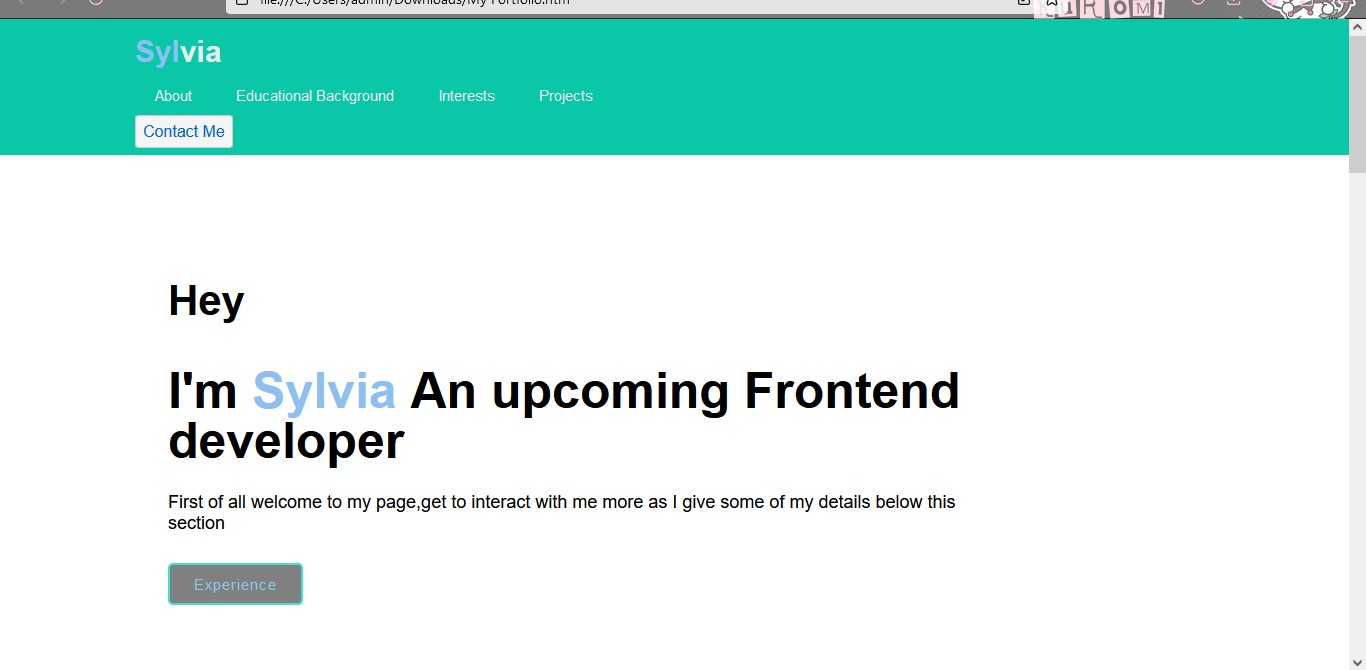 file:///C:/Users/admin/Downloads/My Portfolio.htm
KUROMI
Sylvia
About Educational Background Interests Projects
Contact Me
Hey
I'm Sylvia An upcoming Frontend
developer
First of all welcome to my page,get to interact with me more as I give some of my details below this
section
Experience